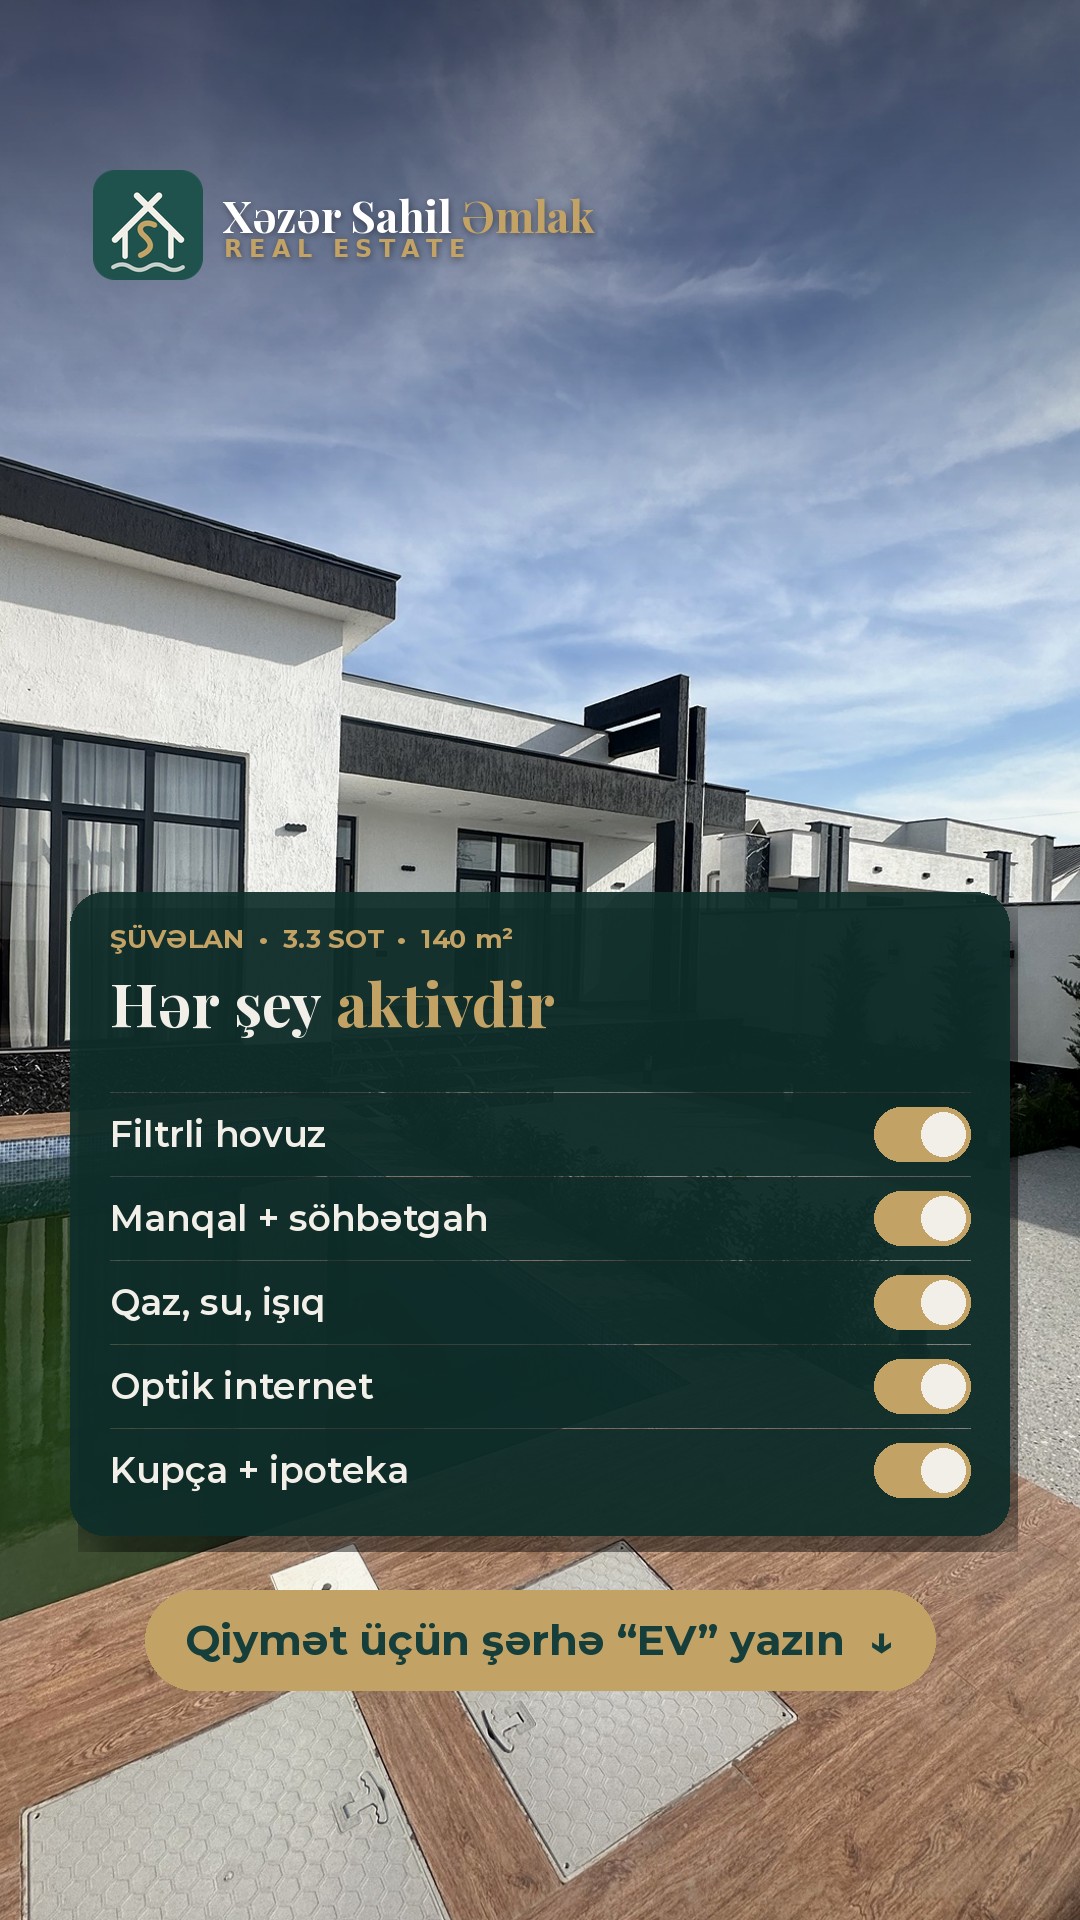 Xəzər Sahil Əmlak
REAL ESTATE
ŞÜVƏLAN • 3.3 SOT • 140 m²
Hər şey aktivdir
Filtrli hovuz
Manqal + söhbətgah
Qaz, su, işıq
Optik internet
Kupça + ipoteka
Qiymət üçün şərhə “EV” yazın ↓